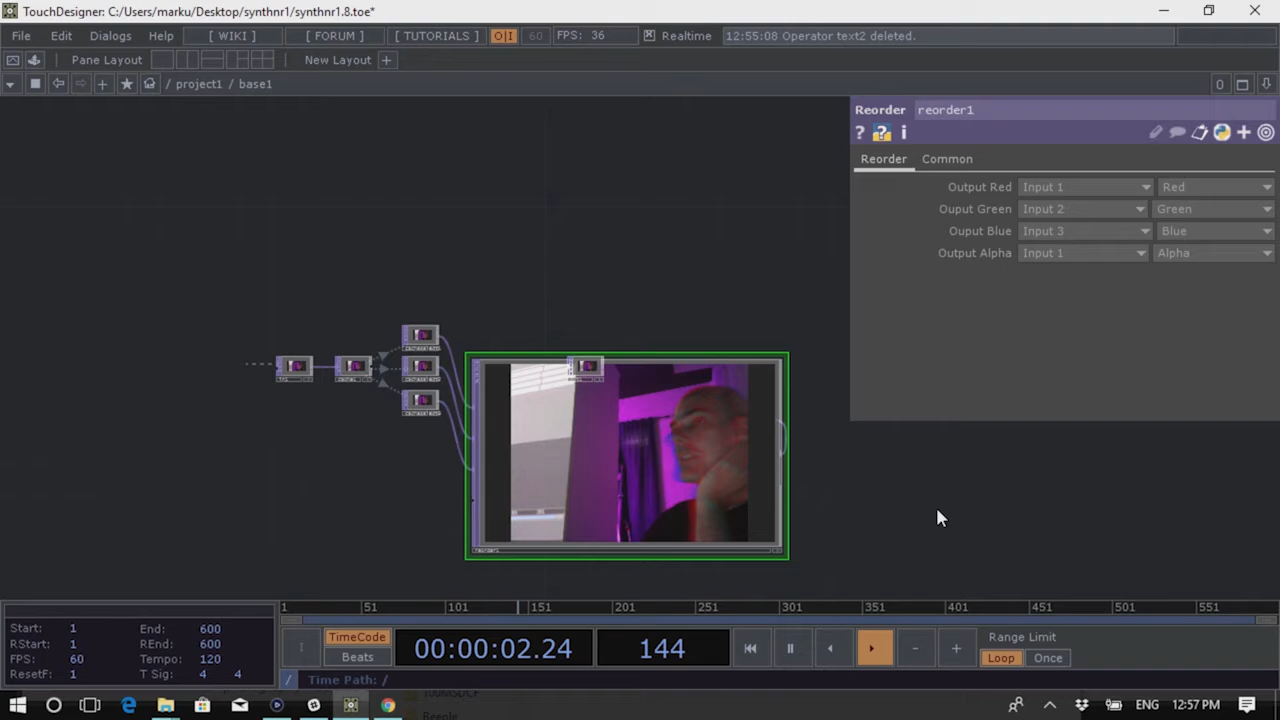 TouchDesigner: C:/Users/marku/Desktop/synthnr1/synthnr1.8.toe*
File Edit Dialogs Help [ WIKI ] [ FORUM ] [ TUTORIALS ] O|I 60 FPS: 36 Realtime 12:55:08 Operator text2 deleted.
Pane Layout New Layout +
/ project1 / base1 0
Reorder reorder1
? ? i
Reorder Common
Output Red Input 1 Red
Ouput Green Input 2 Green
Ouput Blue Input 3 Blue
Output Alpha Input 1 Alpha
reorder1
1 51 101 151 201 251 301 351 401 451 501 551
Start: 1 End: 600
RStart: 1 REnd: 600
FPS: 60 Tempo: 120
ResetF: 1 T Sig: 4 4
TimeCode
Beats
00:00:02.24 144
Range Limit
Loop Once
/ Time Path: /
100MSDCF
Beeple
ENG 12:57 PM